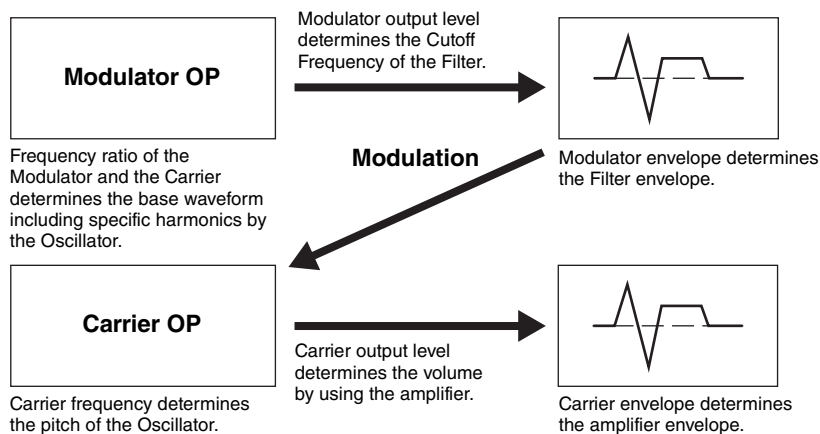 Modulator OP
Modulator output level
determines the Cutoff
Frequency of the Filter.
Frequency ratio of the
Modulator and the Carrier
determines the base waveform
including specific harmonics by
the Oscillator.
Modulation
Modulator envelope determines
the Filter envelope.
Carrier OP
Carrier output level
determines the volume
by using the amplifier.
Carrier frequency determines
the pitch of the Oscillator.
Carrier envelope determines
the amplifier envelope.